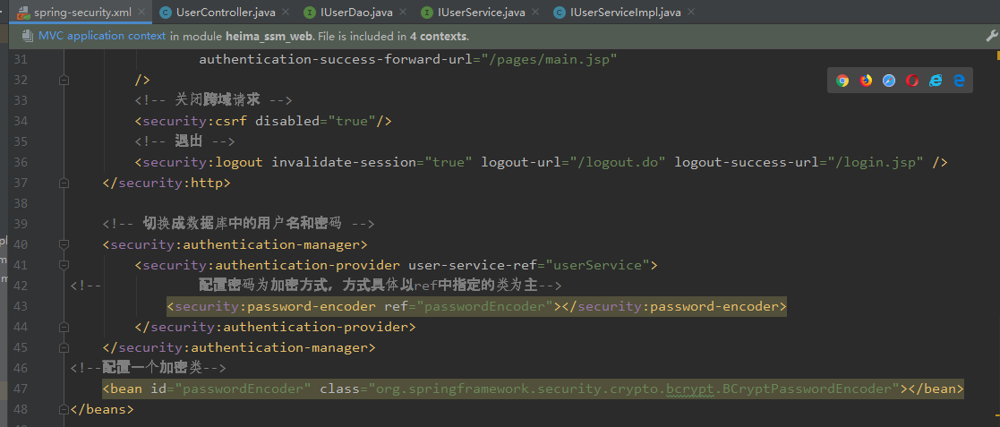 spring-security.xml × UserController.java × IUserDao.java × IUserService.java × IUserServiceImpl.java ×
MVC application context in module heima_ssm_web. File is included in 4 contexts.
31 authentication-success-forward-url="/pages/main.jsp"
32 />
33 <!-- 关闭跨域请求 -->
34 <security:csrf disabled="true"/>
35 <!-- 退出 -->
36 <security:logout invalidate-session="true" logout-url="/logout.do" logout-success-url="/login.jsp" />
37 </security:http>
38
39 <!-- 切换成数据库中的用户名和密码 -->
40 <security:authentication-manager>
41 <security:authentication-provider user-service-ref="userService">
42 <!-- 配置密码为加密方式，方式具体以ref中指定的类为主-->
43 <security:password-encoder ref="passwordEncoder"></security:password-encoder>
44 </security:authentication-provider>
45 </security:authentication-manager>
46 <!--配置一个加密类-->
47 <bean id="passwordEncoder" class="org.springframework.security.crypto.bcrypt.BCryptPasswordEncoder"></bean>
48 </beans>